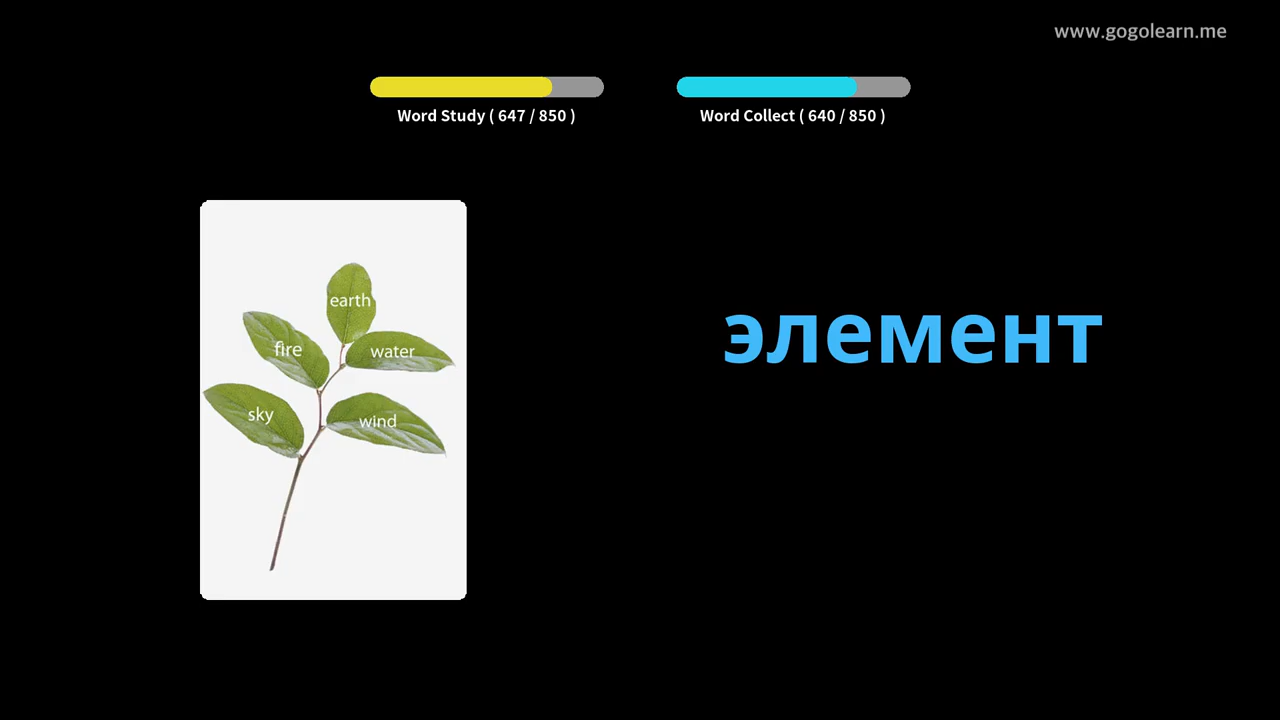 www.gogolearn.me
Word Study ( 647 / 850 )
Word Collect ( 640 / 850 )
earth
fire
water
sky
wind
элемент